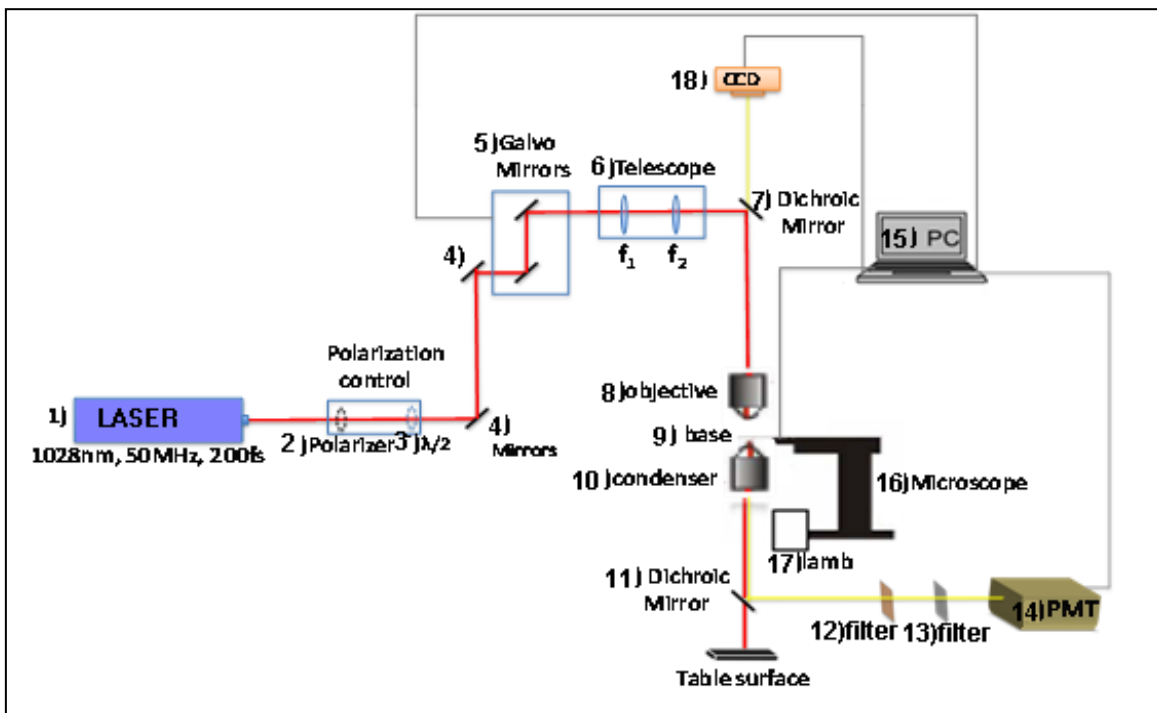 18) CCD
5)Galvo
Mirrors
6)Telescope
7) Dichroic
Mirror
15) PC
4)
f1 f2
Polarization
control
8)objective
1) LASER
9) base
2)Polarizer 3)λ/2
4)
Mirrors
1028nm, 50MHz, 200fs
10)condenser
16)Microscope
17)lamb
11) Dichroic
Mirror
14)PMT
12)filter 13)filter
Table surface